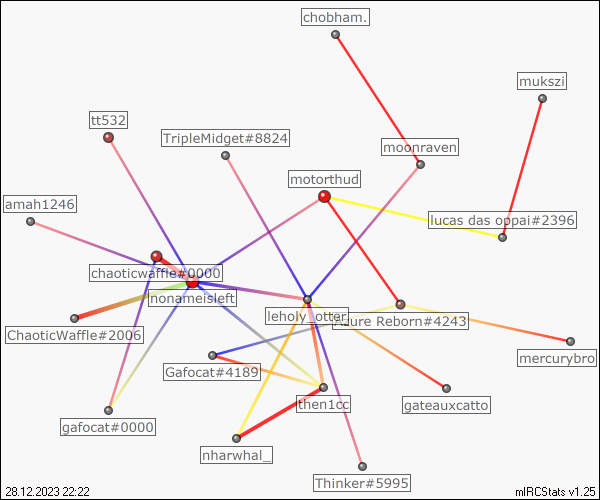 chobham.
mukszi
tt532
TripleMidget#8824
moonraven
motorthud
amah1246
lucas das oppai#2396
chaoticwaffle#0000
nonameisleft
leholy_otter
Azure Reborn#4243
ChaoticWaffle#2006
mercurybro
Gafocat#4189
then1cc
gateauxcatto
gafocat#0000
nharwhal_
Thinker#5995
28.12.2023 22:22
mIRCStats v1.25